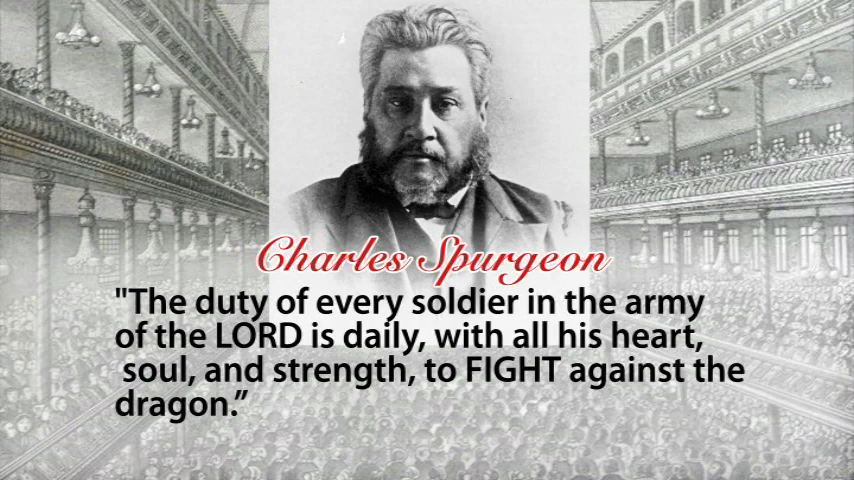 Charles Spurgeon
"The duty of every soldier in the army
of the LORD is daily, with all his heart,
soul, and strength, to FIGHT against the
dragon.”